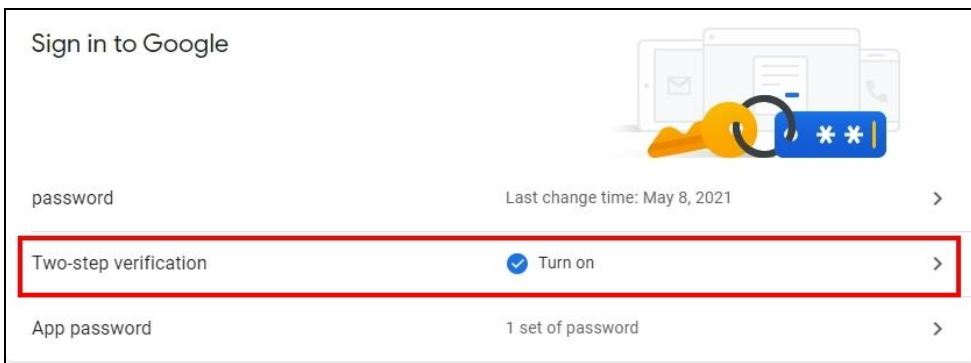 Sign in to Google
**
password Last change time: May 8, 2021
Two-step verification Turn on
App password 1 set of password